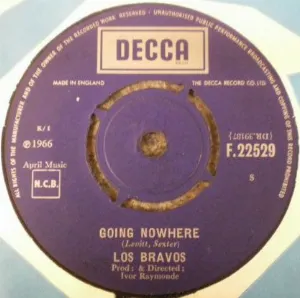 ALL RIGHTS OF THE MANUFACTURER AND OF THE OWNER OF THE RECORDED WORK RESERVED · UNAUTHORISED PUBLIC PERFORMANCE BROADCASTING AND COPYING OF THIS RECORD PROHIBITED
DECCA
MADE IN ENGLAND
THE DECCA RECORD CO. LTD
R/I
℗1966
April Music
N.C.B.
F.22529
S
GOING NOWHERE
(Levitt, Sexter)
LOS BRAVOS
Prod; & Directed;
Ivor Raymonde